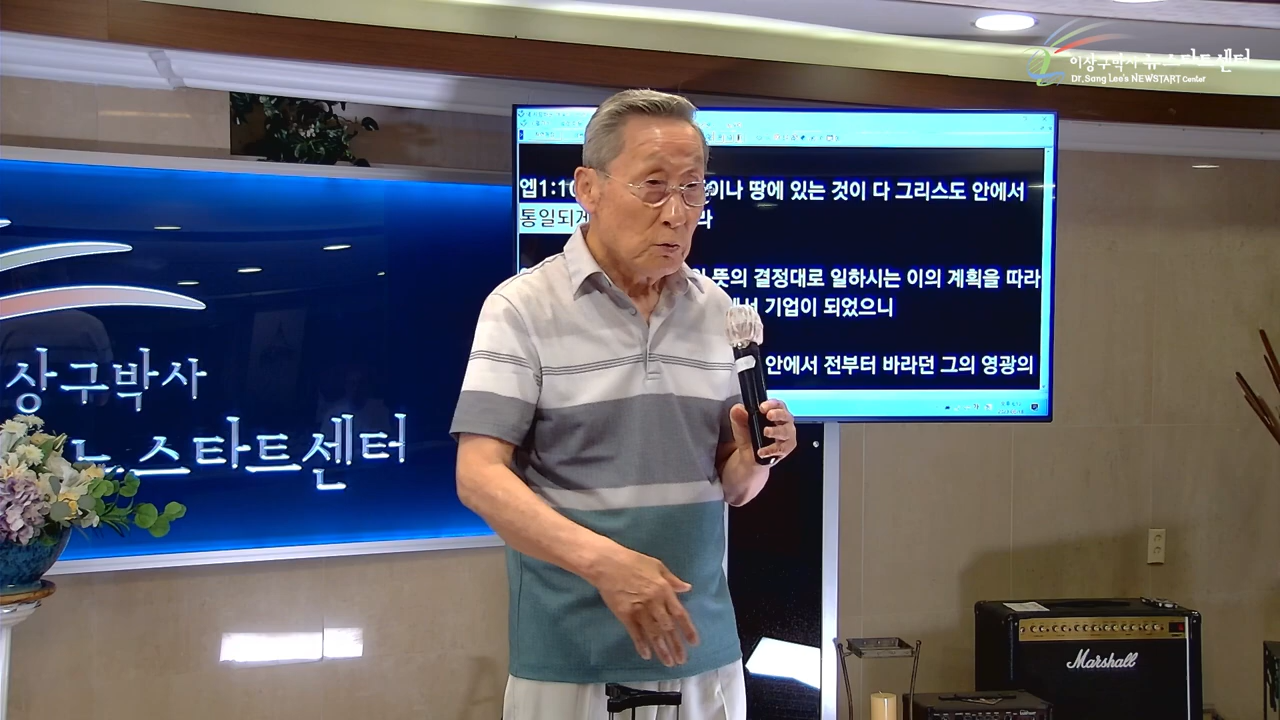 이상구박사 뉴스타트센터
Dr. Sang Lee's NEWSTART Center
엡1:10 이나 땅에 있는 것이 다 그리스도 안에서
통일되게 라
뜻의 결정대로 일하시는 이의 계획을 따라
에서 기업이 되었으니
안에서 전부터 바라던 그의 영광의
상구박사
뉴스타트센터
Marshall